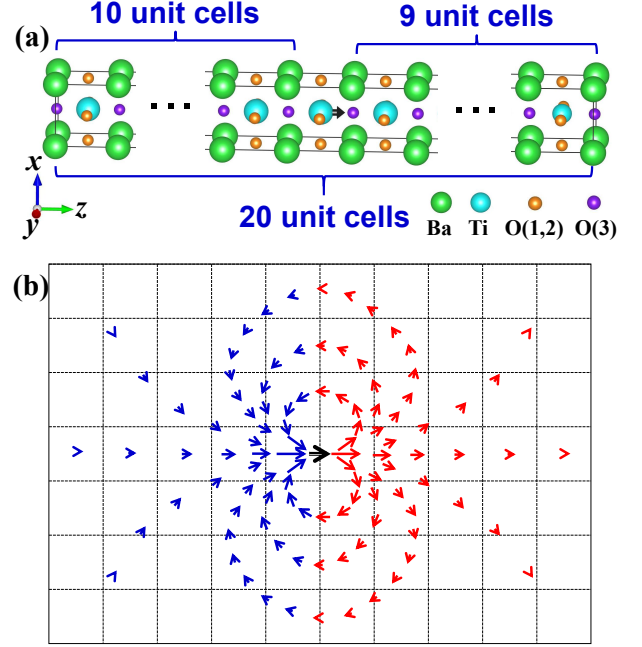 10 unit cells
9 unit cells
(a)
x
y
z
20 unit cells
Ba Ti O(1,2) O(3)
(b)